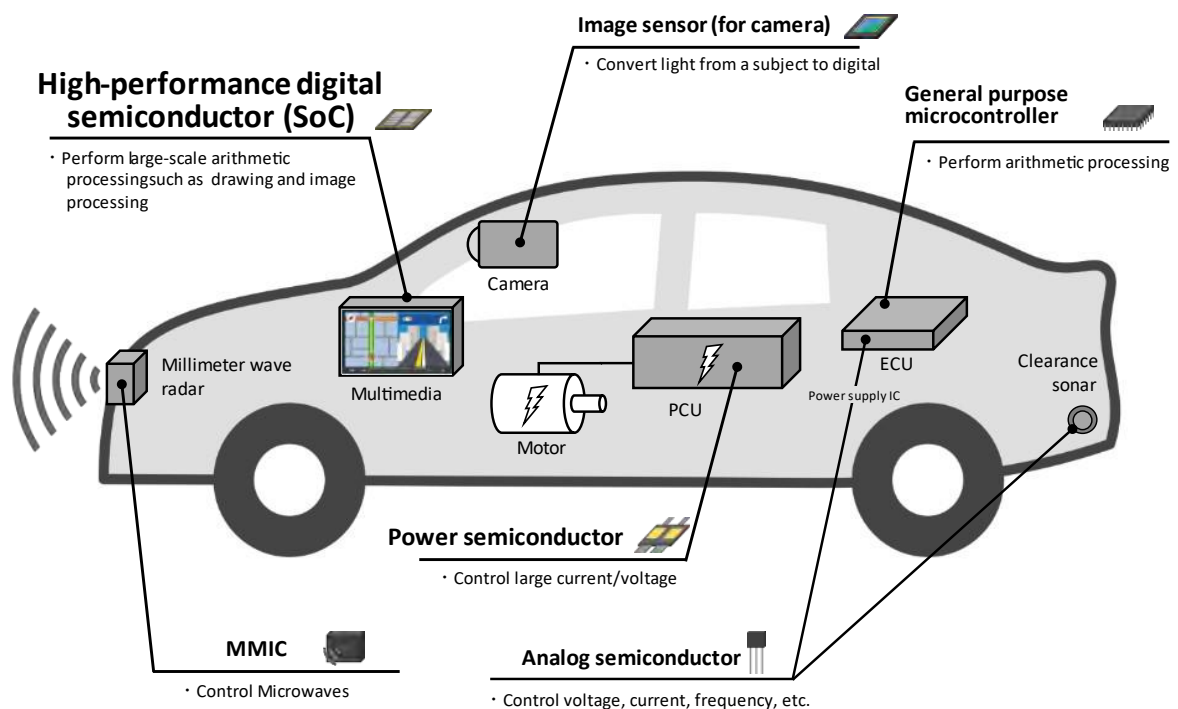 Image sensor (for camera)
・Convert light from a subject to digital
High-performance digital
semiconductor (SoC)
・Perform large-scale arithmetic
processingsuch as drawing and image
processing
General purpose
microcontroller
・Perform arithmetic processing
Camera
Millimeter wave
radar
Multimedia
Motor
PCU
ECU
Power supply IC
Clearance
sonar
Power semiconductor
・Control large current/voltage
MMIC
・Control Microwaves
Analog semiconductor
・Control voltage, current, frequency, etc.